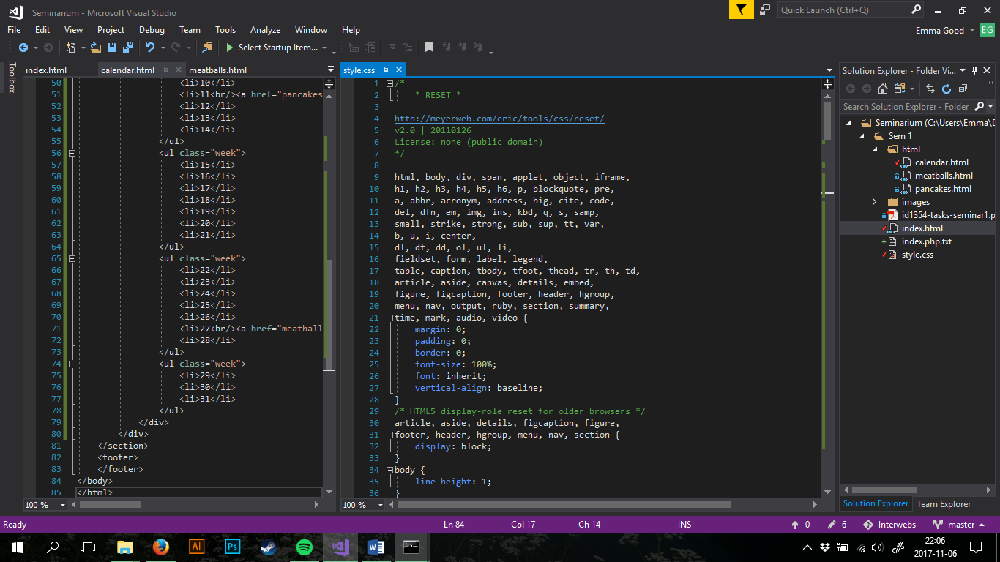 Seminarium - Microsoft Visual Studio
Quick Launch (Ctrl+Q)
File Edit View Project Debug Team Tools Analyze Window Help
Emma Good EG
Select Startup Item...
Toolbox
index.html calendar.html meatballs.html
50 <li>10</li>
51 <li>11<br/><a href="pancakes
52 <li>12</li>
53 <li>13</li>
54 <li>14</li>
55 </ul>
56 <ul class="week">
57 <li>15</li>
58 <li>16</li>
59 <li>17</li>
60 <li>18</li>
61 <li>19</li>
62 <li>20</li>
63 <li>21</li>
64 </ul>
65 <ul class="week">
66 <li>22</li>
67 <li>23</li>
68 <li>24</li>
69 <li>25</li>
70 <li>26</li>
71 <li>27<br/><a href="meatball
72 <li>28</li>
73 </ul>
74 <ul class="week">
75 <li>29</li>
76 <li>30</li>
77 <li>31</li>
78 </ul>
79 </div>
80 </div>
81 </section>
82 <footer>
83 </footer>
84 </body>
85 </html>
100 %
style.css
1 /*
2 * RESET *
3
4 http://meyerweb.com/eric/tools/css/reset/
5 v2.0 | 20110126
6 License: none (public domain)
7 */
8
9 html, body, div, span, applet, object, iframe,
10 h1, h2, h3, h4, h5, h6, p, blockquote, pre,
11 a, abbr, acronym, address, big, cite, code,
12 del, dfn, em, img, ins, kbd, q, s, samp,
13 small, strike, strong, sub, sup, tt, var,
14 b, u, i, center,
15 dl, dt, dd, ol, ul, li,
16 fieldset, form, label, legend,
17 table, caption, tbody, tfoot, thead, tr, th, td,
18 article, aside, canvas, details, embed,
19 figure, figcaption, footer, header, hgroup,
20 menu, nav, output, ruby, section, summary,
21 time, mark, audio, video {
22 margin: 0;
23 padding: 0;
24 border: 0;
25 font-size: 100%;
26 font: inherit;
27 vertical-align: baseline;
28 }
29 /* HTML5 display-role reset for older browsers */
30 article, aside, details, figcaption, figure,
31 footer, header, hgroup, menu, nav, section {
32 display: block;
33 }
34 body {
35 line-height: 1;
36 }
100 %
Solution Explorer - Folder Vi...
Search Solution Explorer - Folder
Seminarium (C:\Users\Emma\D
Sem 1
html
calendar.html
meatballs.html
pancakes.html
images
id1354-tasks-seminar1.p
index.html
index.php.txt
style.css
Solution Explorer Team Explorer
Ready Ln 84 Col 17 Ch 14 INS 0 6 Interwebs master
Ai Ps
22:06
2017-11-06